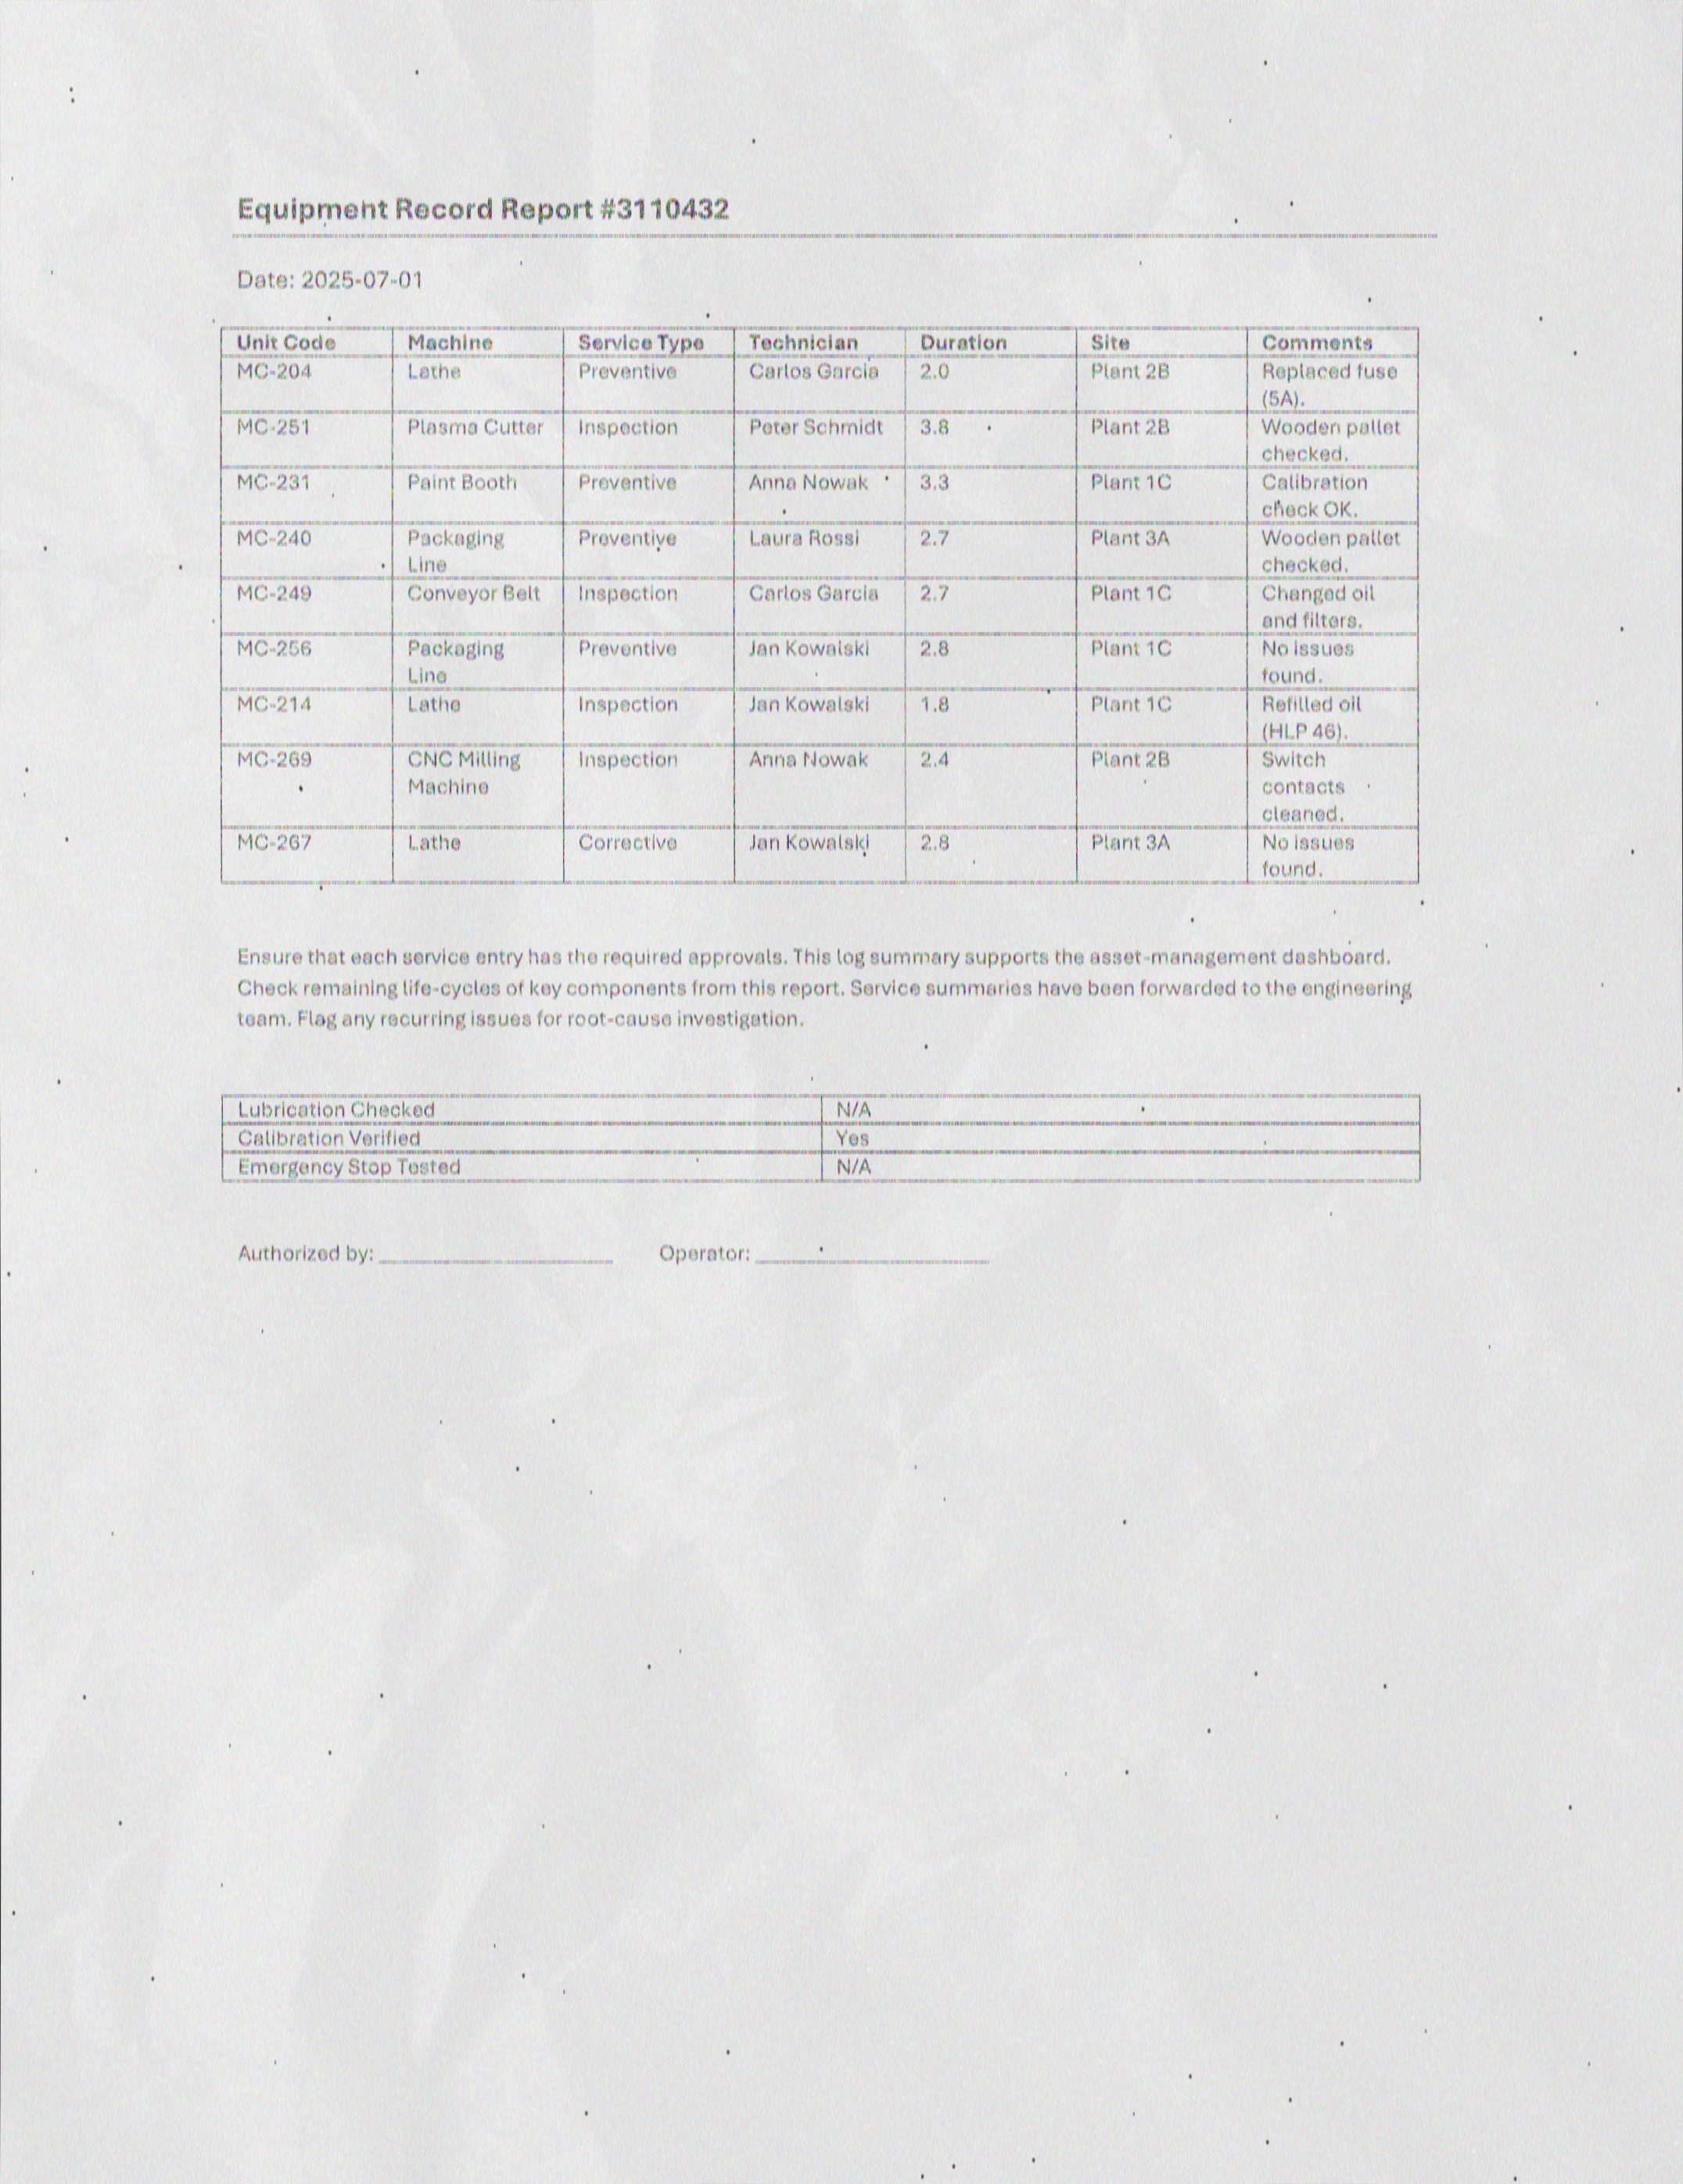 Equipment Record Report #3110432
Date: 2025-07-01
Unit Code Machine Service Type Technician Duration Site Comments
MC-204 Lathe Preventive Carlos Garcia 2.0 Plant 2B Replaced fuse
(5A).
MC-251 Plasma Cutter Inspection Peter Schmidt 3.8 Plant 2B Wooden pallet
checked.
MC-231 Paint Booth Preventive Anna Nowak 3.3 Plant 1C Calibration
check OK.
MC-240 Packaging Preventive Laura Rossi 2.7 Plant 3A Wooden pallet
Line checked.
MC-249 Conveyor Belt Inspection Carlos Garcia 2.7 Plant 1C Changed oil
and filters.
MC-256 Packaging Preventive Jan Kowalski 2.8 Plant 1C No issues
Line found.
MC-214 Lathe Inspection Jan Kowalski 1.8 Plant 1C Refilled oil
(HLP 46).
MC-269 CNC Milling Inspection Anna Nowak 2.4 Plant 2B Switch
Machine contacts
cleaned.
MC-267 Lathe Corrective Jan Kowalski 2.8 Plant 3A No issues
found.
Ensure that each service entry has the required approvals. This log summary supports the asset-management dashboard.
Check remaining life-cycles of key components from this report. Service summaries have been forwarded to the engineering
team. Flag any recurring issues for root-cause investigation.
Lubrication Checked N/A
Calibration Verified Yes
Emergency Stop Tested N/A
Authorized by: Operator: